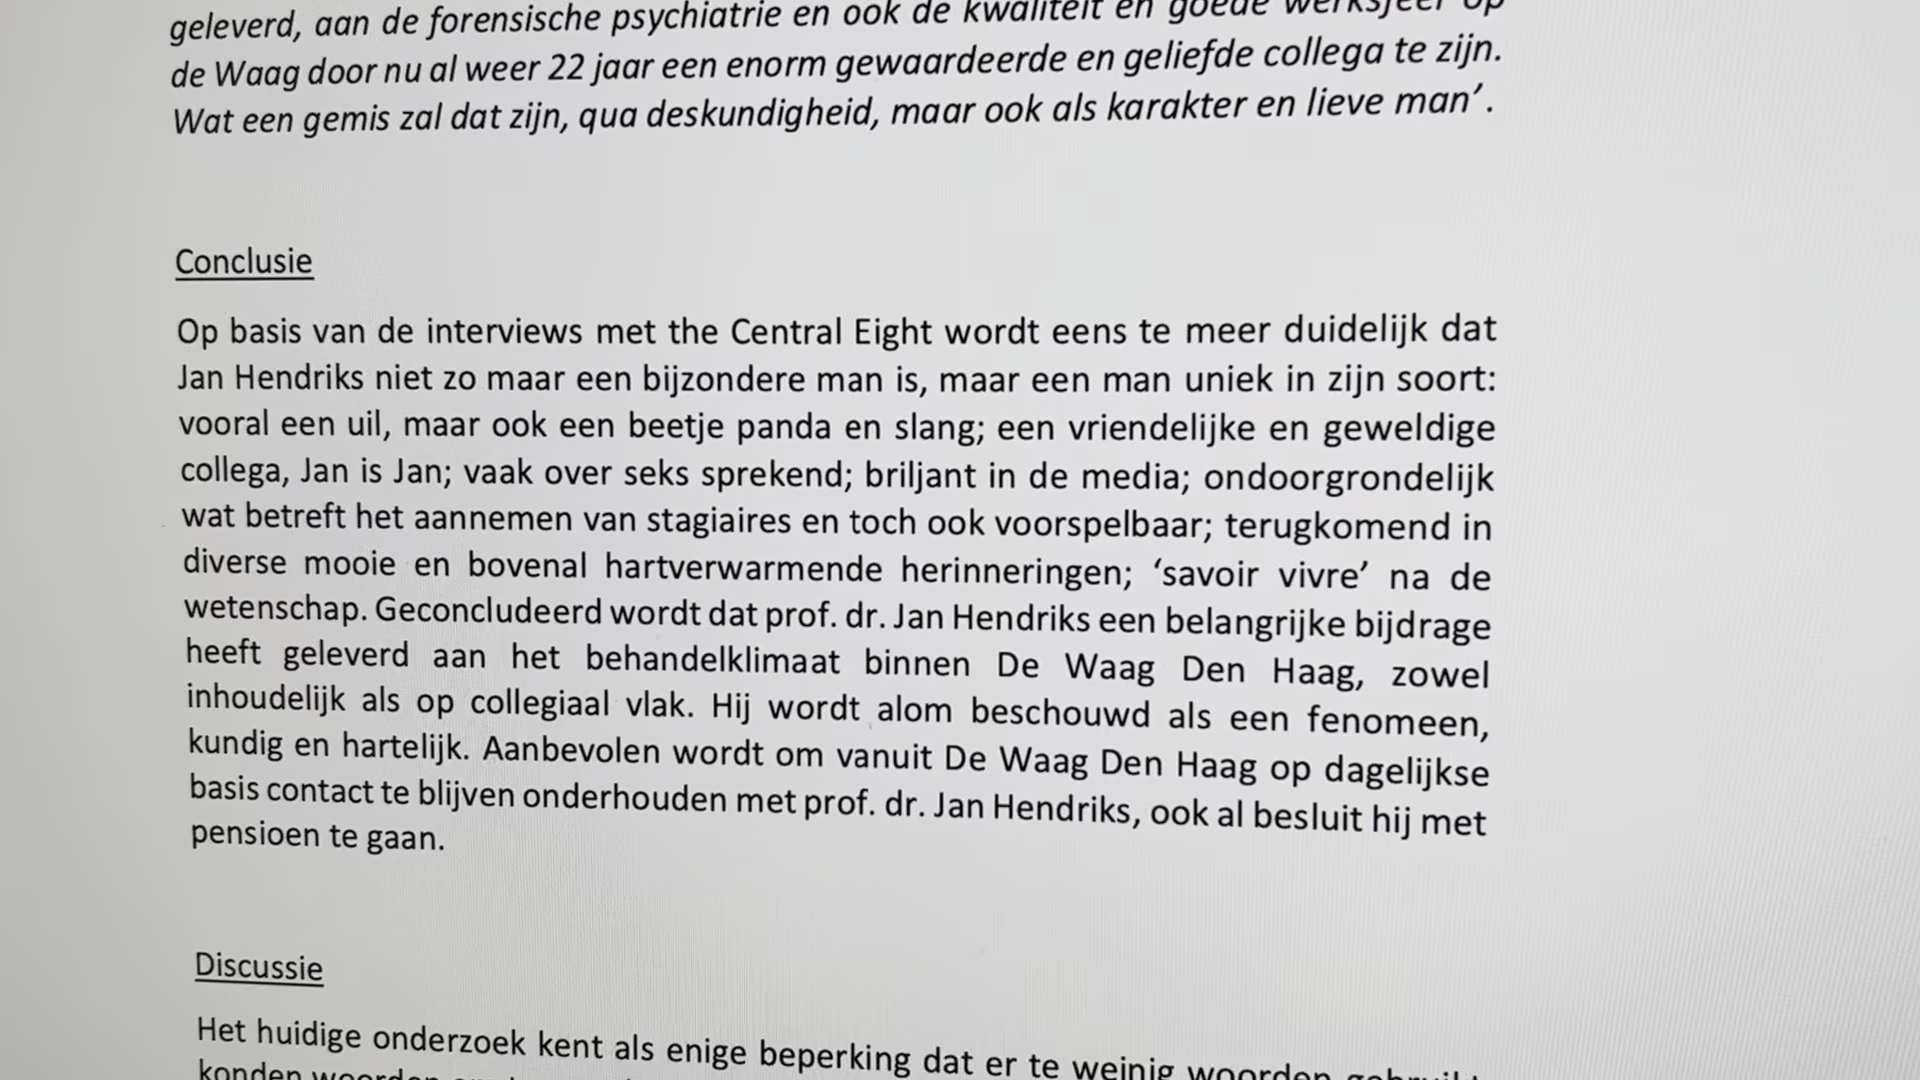 geleverd, aan de forensische psychiatrie en ook de kwaliteit en goede werksfeer op
de Waag door nu al weer 22 jaar een enorm gewaardeerde en geliefde collega te zijn.
Wat een gemis zal dat zijn, qua deskundigheid, maar ook als karakter en lieve man’.
Conclusie
Op basis van de interviews met the Central Eight wordt eens te meer duidelijk dat
Jan Hendriks niet zo maar een bijzondere man is, maar een man uniek in zijn soort:
vooral een uil, maar ook een beetje panda en slang; een vriendelijke en geweldige
collega, Jan is Jan; vaak over seks sprekend; briljant in de media; ondoorgrondelijk
wat betreft het aannemen van stagiaires en toch ook voorspelbaar; terugkomend in
diverse mooie en bovenal hartverwarmende herinneringen; ‘savoir vivre’ na de
wetenschap. Geconcludeerd wordt dat prof. dr. Jan Hendriks een belangrijke bijdrage
heeft geleverd aan het behandelklimaat binnen De Waag Den Haag, zowel
inhoudelijk als op collegiaal vlak. Hij wordt alom beschouwd als een fenomeen,
kundig en hartelijk. Aanbevolen wordt om vanuit De Waag Den Haag op dagelijkse
basis contact te blijven onderhouden met prof. dr. Jan Hendriks, ook al besluit hij met
pensioen te gaan.
Discussie
Het huidige onderzoek kent als enige beperking dat er te weinig woorden
konden woorden